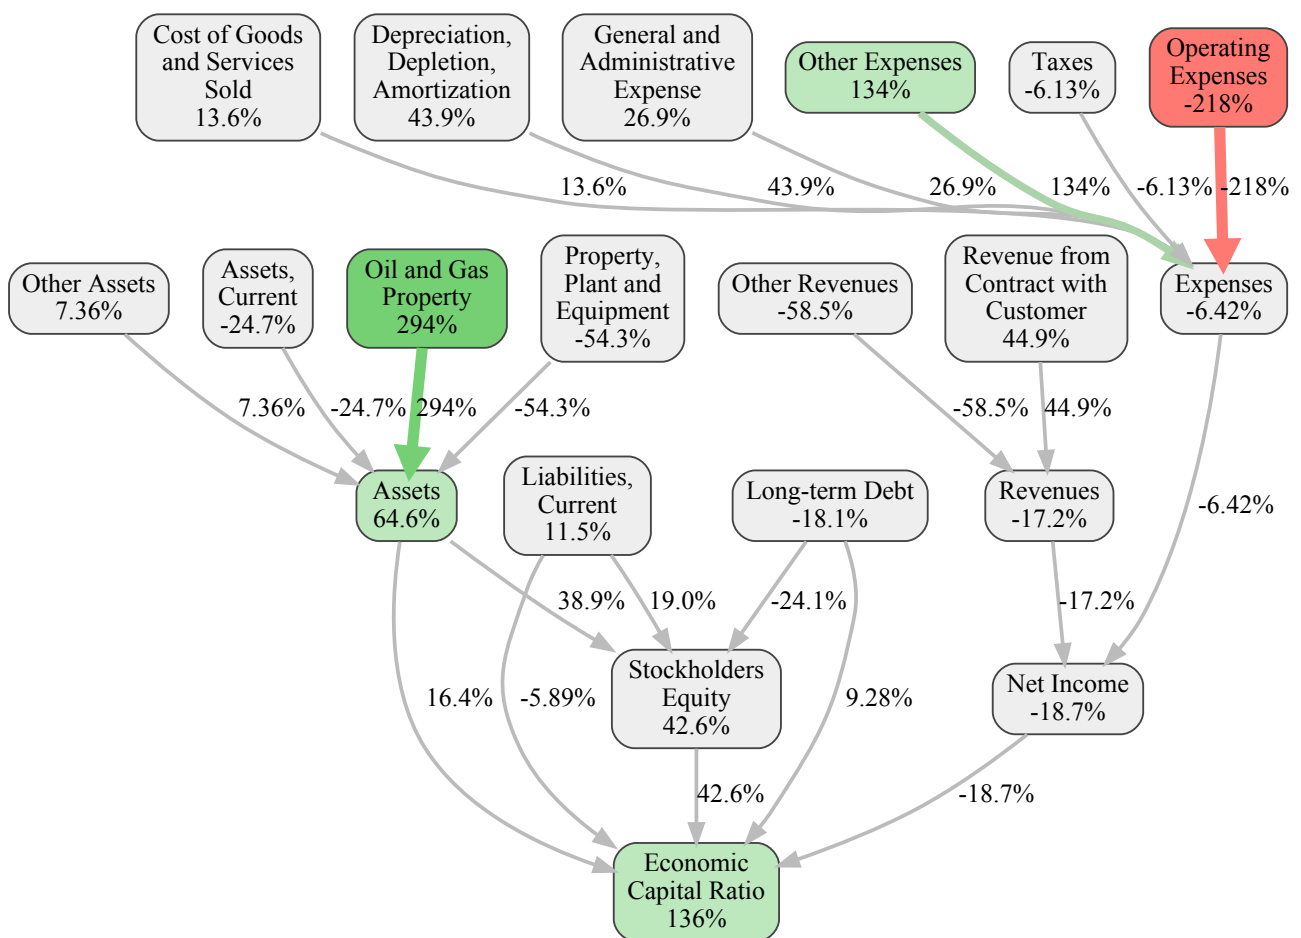 Cost of Goods
and Services
Sold
13.6%
Depreciation,
Depletion,
Amortization
43.9%
General and
Administrative
Expense
26.9%
Other Expenses
134%
Taxes
-6.13%
Operating
Expenses
-218%
13.6%
43.9%
26.9%
134%
-6.13%
-218%
Other Assets
7.36%
Assets,
Current
-24.7%
Oil and Gas
Property
294%
Property,
Plant and
Equipment
-54.3%
Other Revenues
-58.5%
Revenue from
Contract with
Customer
44.9%
Expenses
-6.42%
7.36%
-24.7%
294%
-54.3%
-58.5%
44.9%
-6.42%
Assets
64.6%
Liabilities,
Current
11.5%
Long-term Debt
-18.1%
Revenues
-17.2%
38.9%
19.0%
-24.1%
-17.2%
16.4%
-5.89%
Stockholders
Equity
42.6%
9.28%
Net Income
-18.7%
42.6%
-18.7%
Economic
Capital Ratio
136%